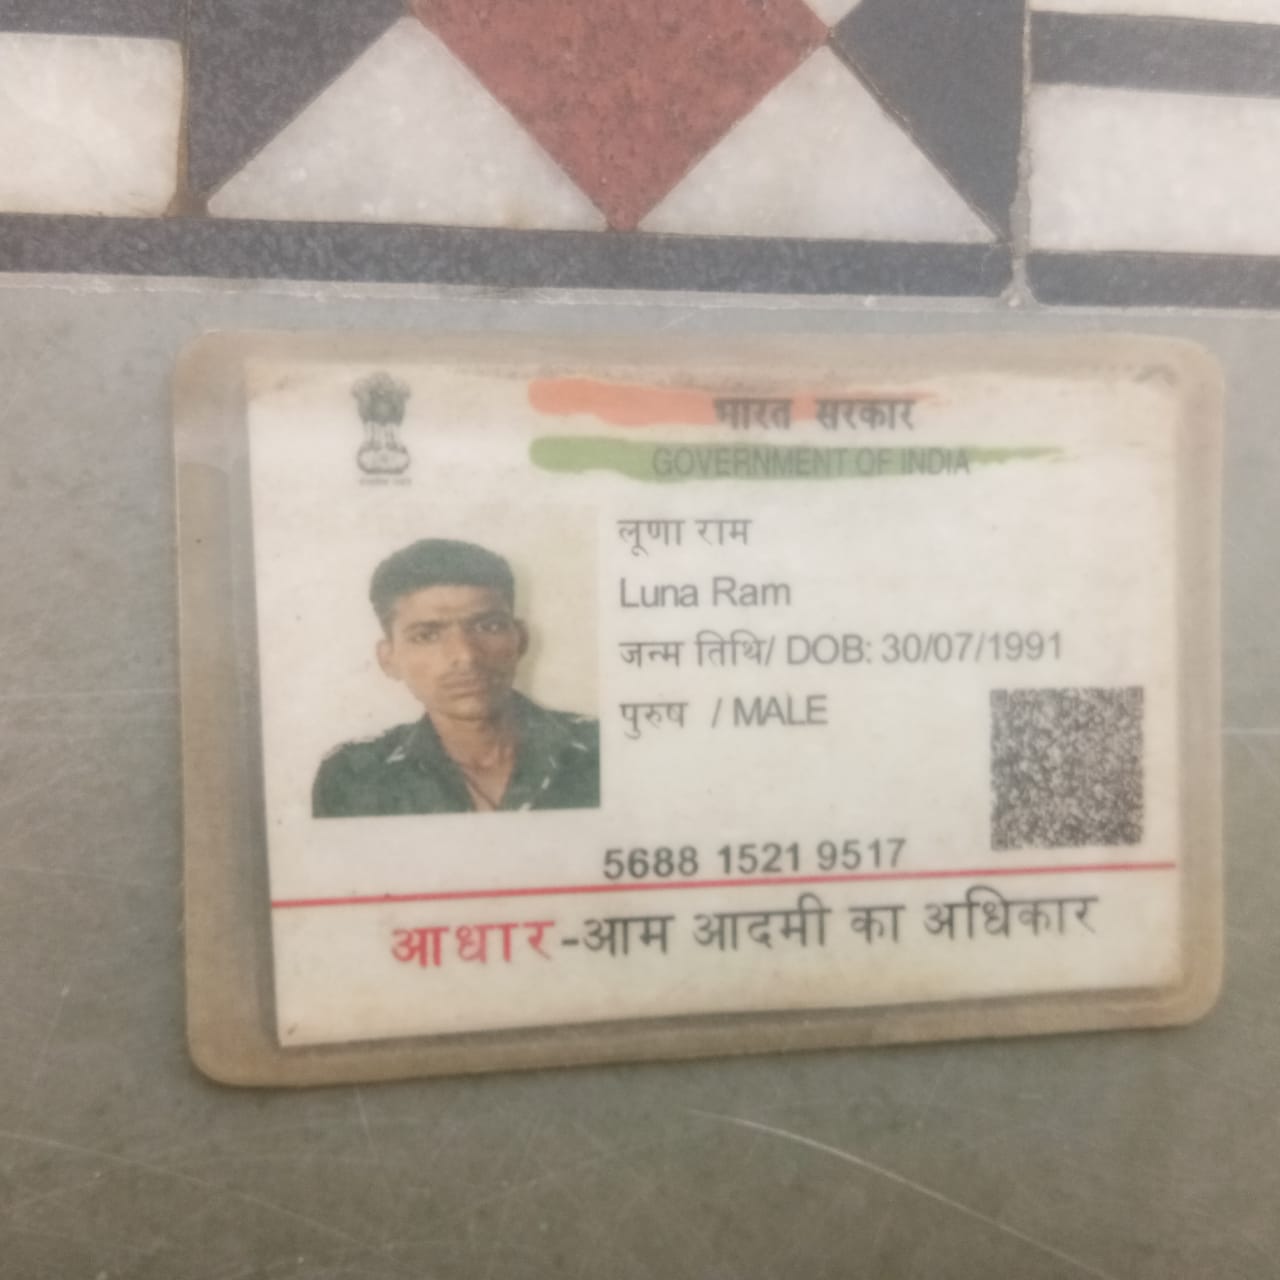 भारत सरकार
GOVERNMENT OF INDIA
लूणा राम
Luna Ram
जन्म तिथि/ DOB: 30/07/1991
पुरुष / MALE
5688 1521 9517
आधार-आम आदमी का अधिकार